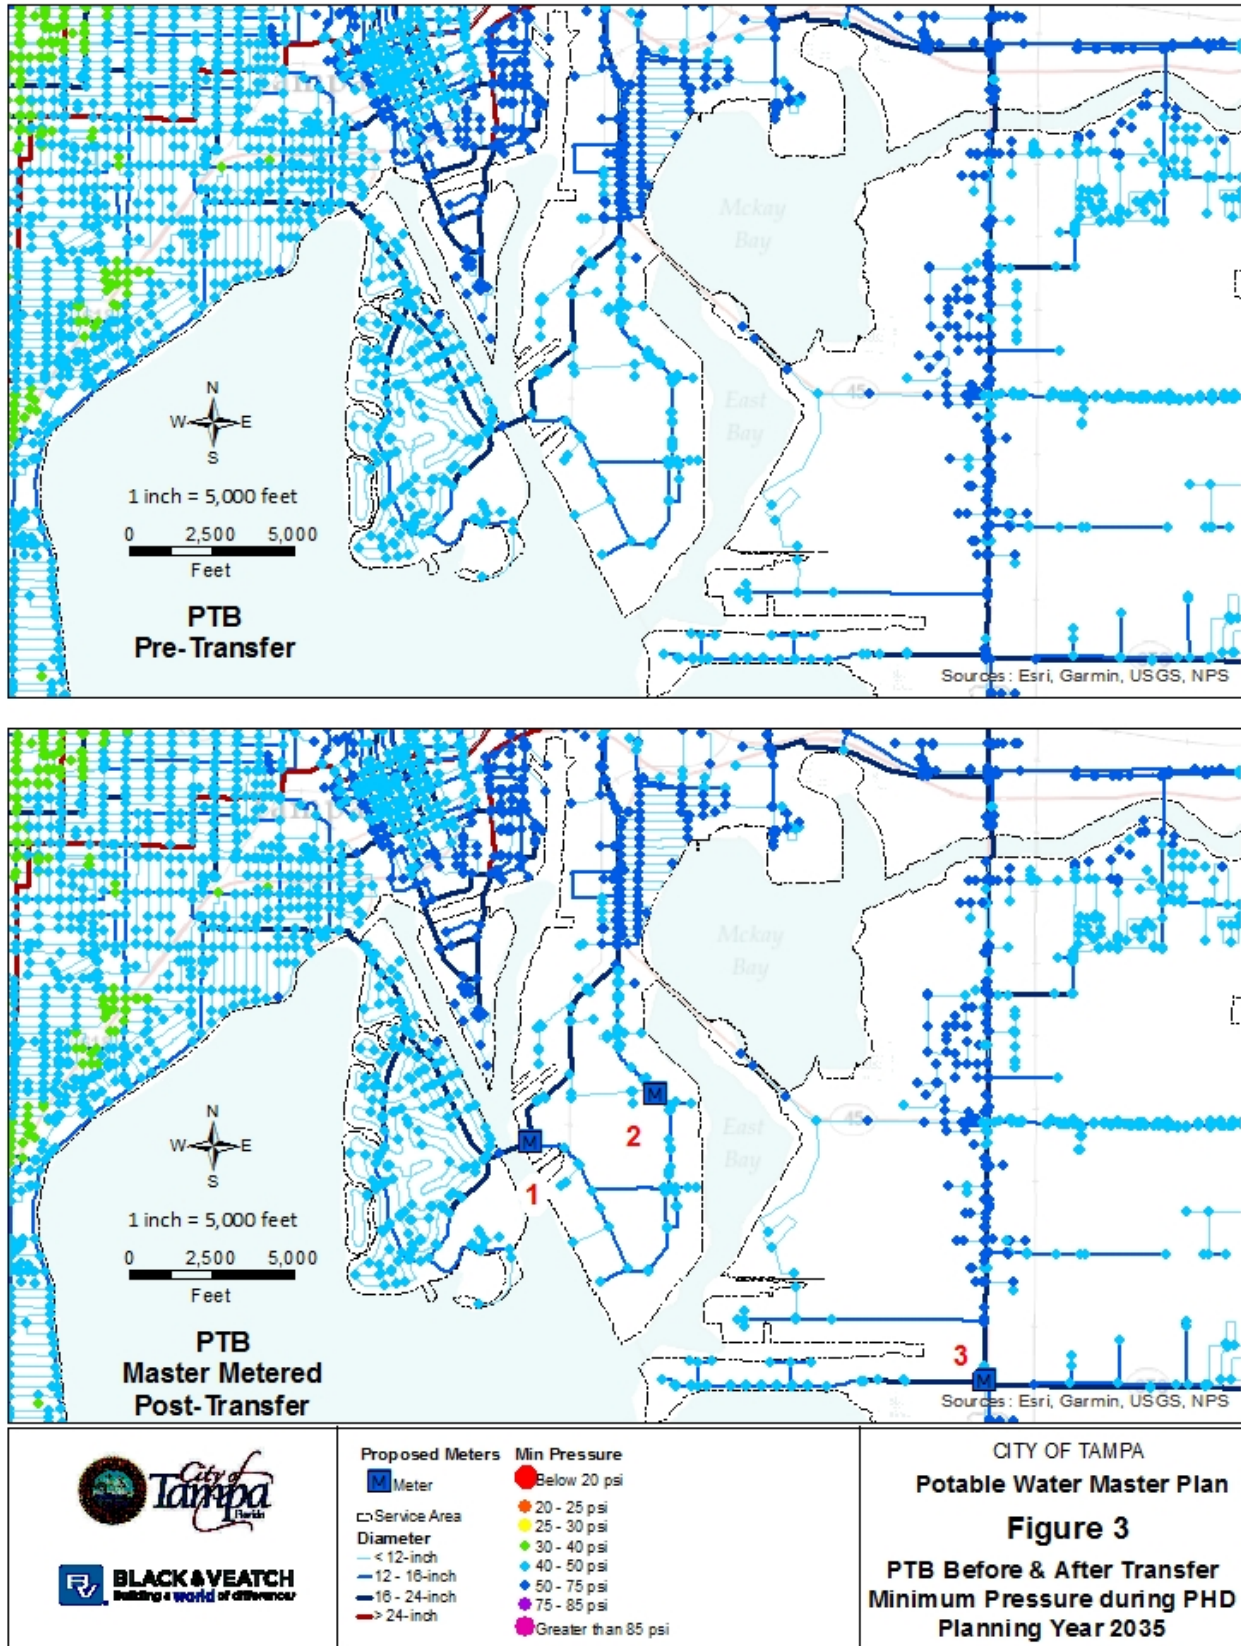 Mckay
Bay
East
Bay
45
N
W E
S
1 inch = 5,000 feet
0 2,500 5,000
Feet
PTB
Pre-Transfer
Sources: Esri, Garmin, USGS, NPS
Mckay
Bay
East
Bay
45
N
W E
S
1 inch = 5,000 feet
0 2,500 5,000
Feet
PTB
Master Metered
Post-Transfer
M
M
M
1
2
3
Sources: Esri, Garmin, USGS, NPS
City of
Tampa
Florida
BLACK & VEATCH
Building a world of difference
Proposed Meters
M Meter
Service Area
Diameter
< 12-inch
12 - 16-inch
16 - 24-inch
> 24-inch
Min Pressure
Below 20 psi
20 - 25 psi
25 - 30 psi
30 - 40 psi
40 - 50 psi
50 - 75 psi
75 - 85 psi
Greater than 85 psi
CITY OF TAMPA
Potable Water Master Plan
Figure 3
PTB Before & After Transfer
Minimum Pressure during PHD
Planning Year 2035